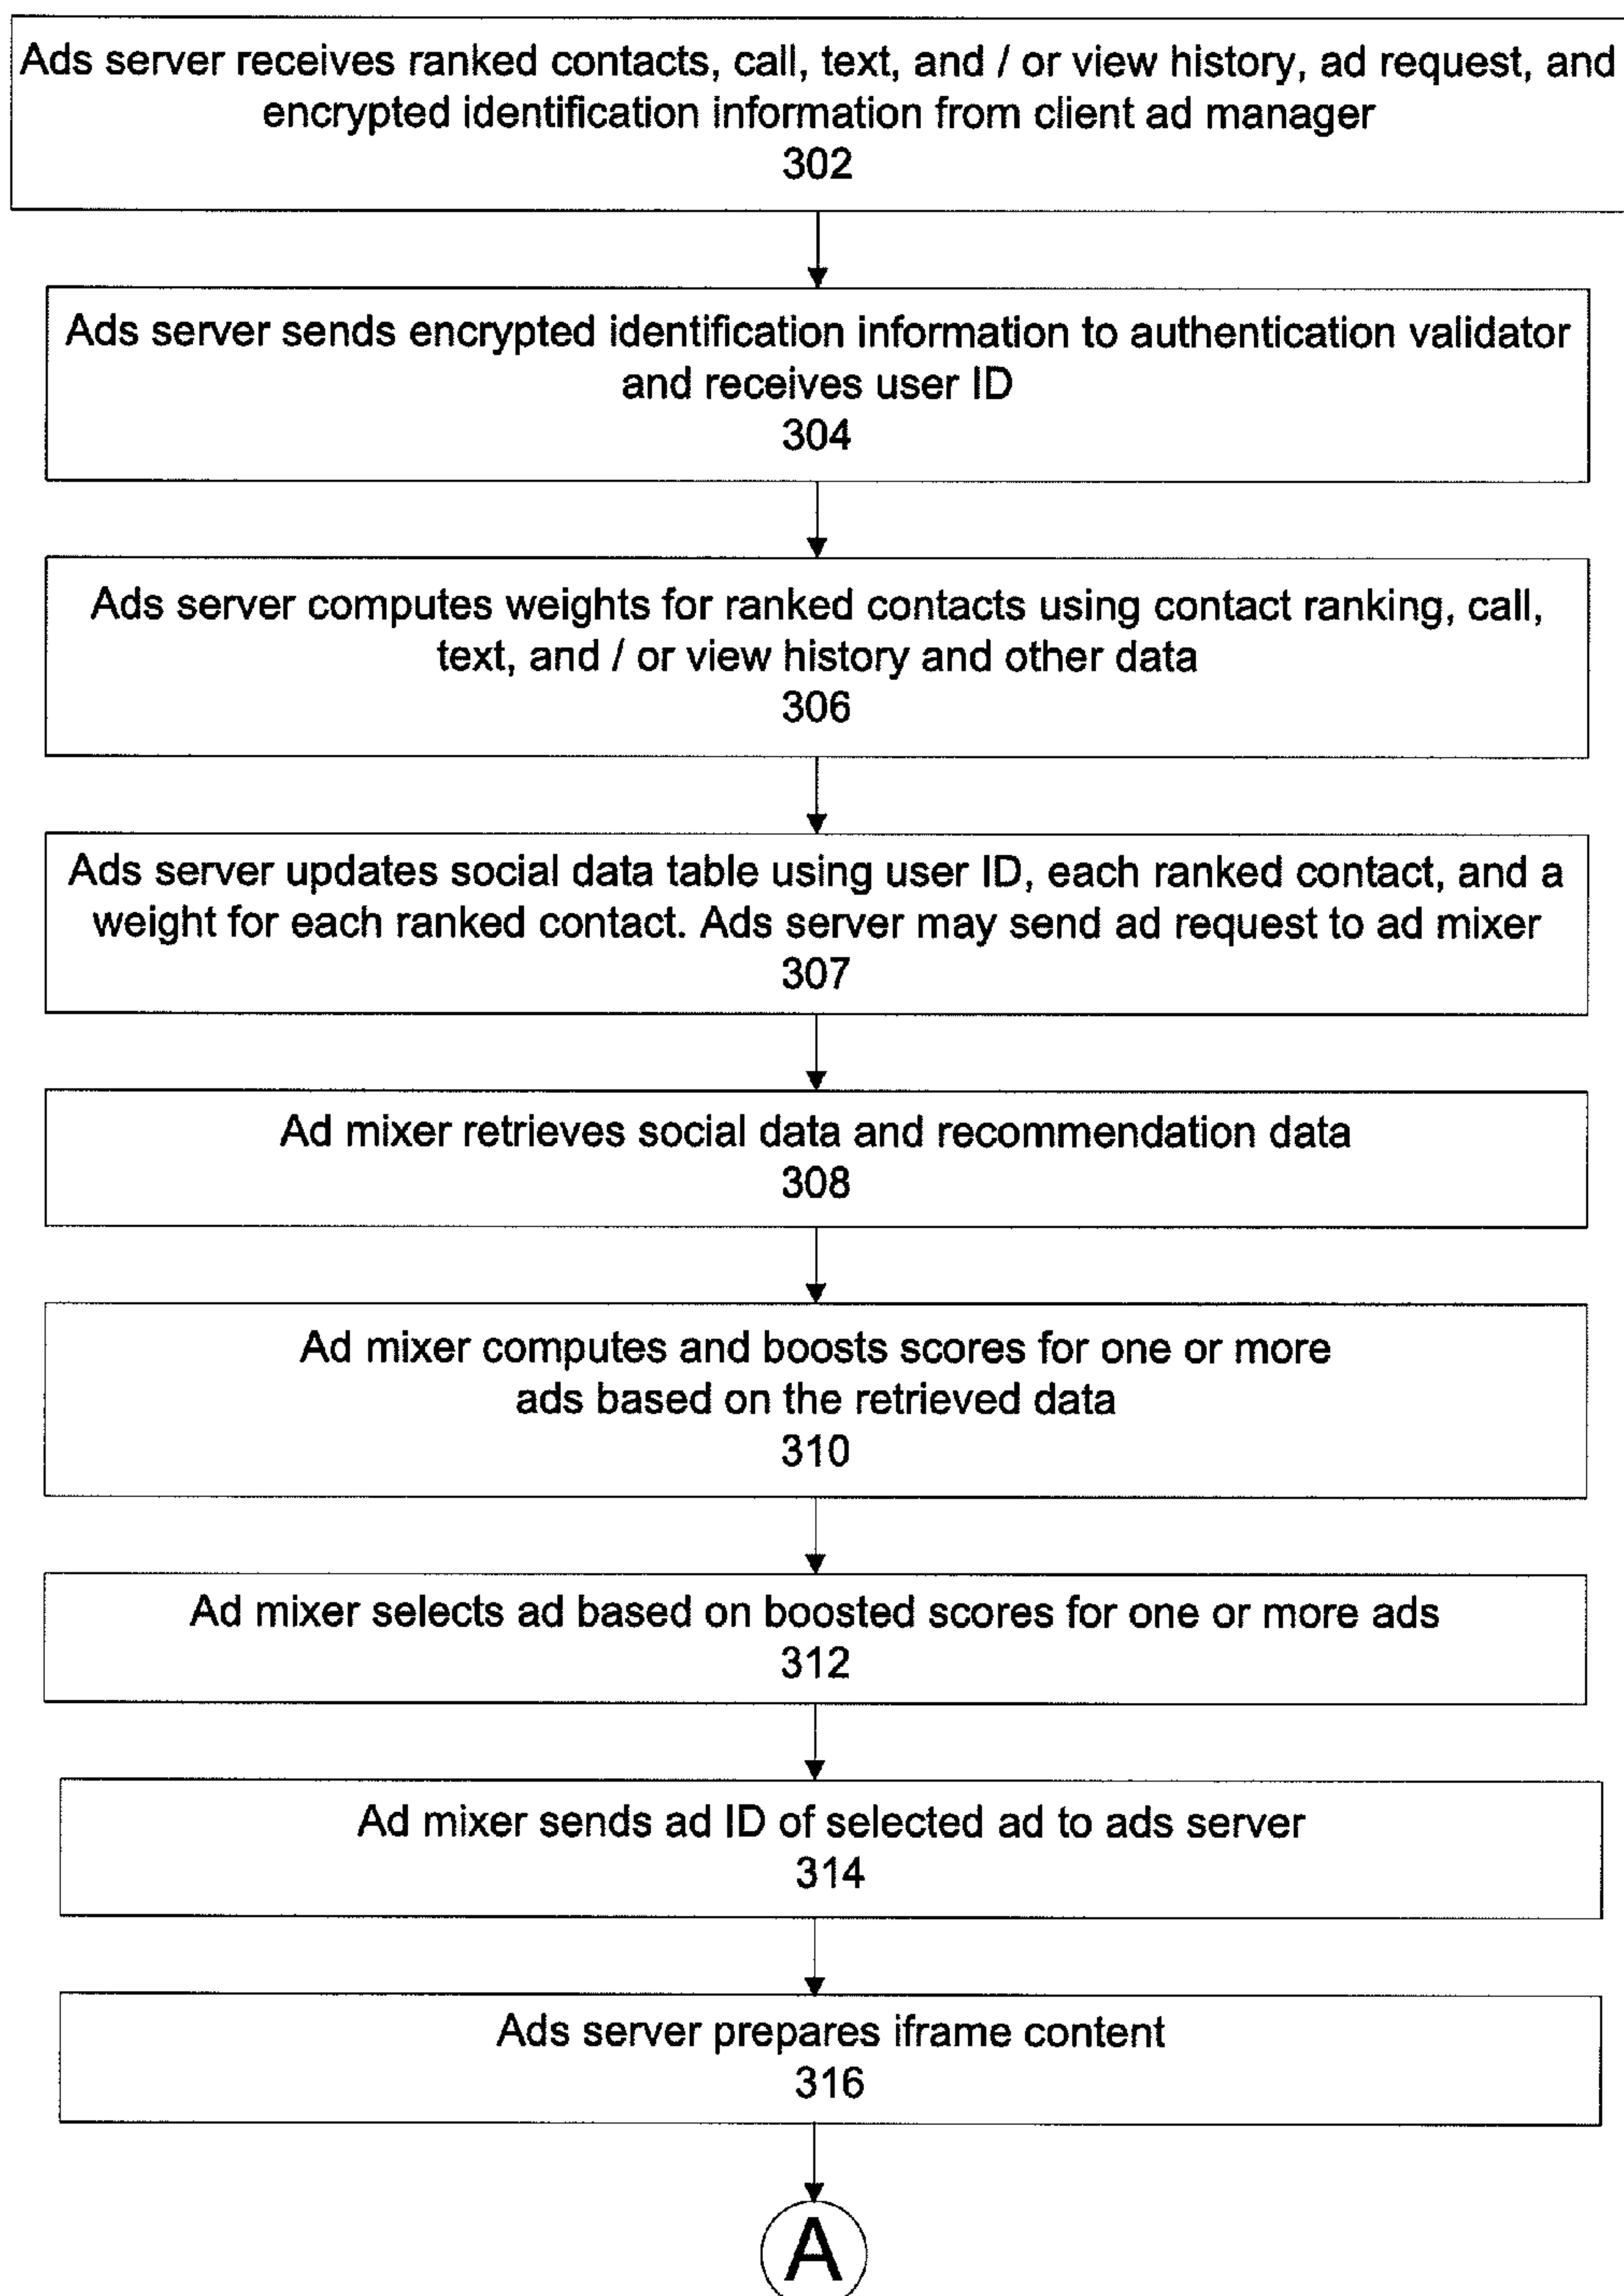 Ads server receives ranked contacts, call, text, and / or view history, ad request, and
encrypted identification information from client ad manager
302
Ads server sends encrypted identification information to authentication validator
and receives user ID
304
Ads server computes weights for ranked contacts using contact ranking, call,
text, and / or view history and other data
306
Ads server updates social data table using user ID, each ranked contact, and a
weight for each ranked contact. Ads server may send ad request to ad mixer
307
Ad mixer retrieves social data and recommendation data
308
Ad mixer computes and boosts scores for one or more
ads based on the retrieved data
310
Ad mixer selects ad based on boosted scores for one or more ads
312
Ad mixer sends ad ID of selected ad to ads server
314
Ads server prepares iframe content
316
A